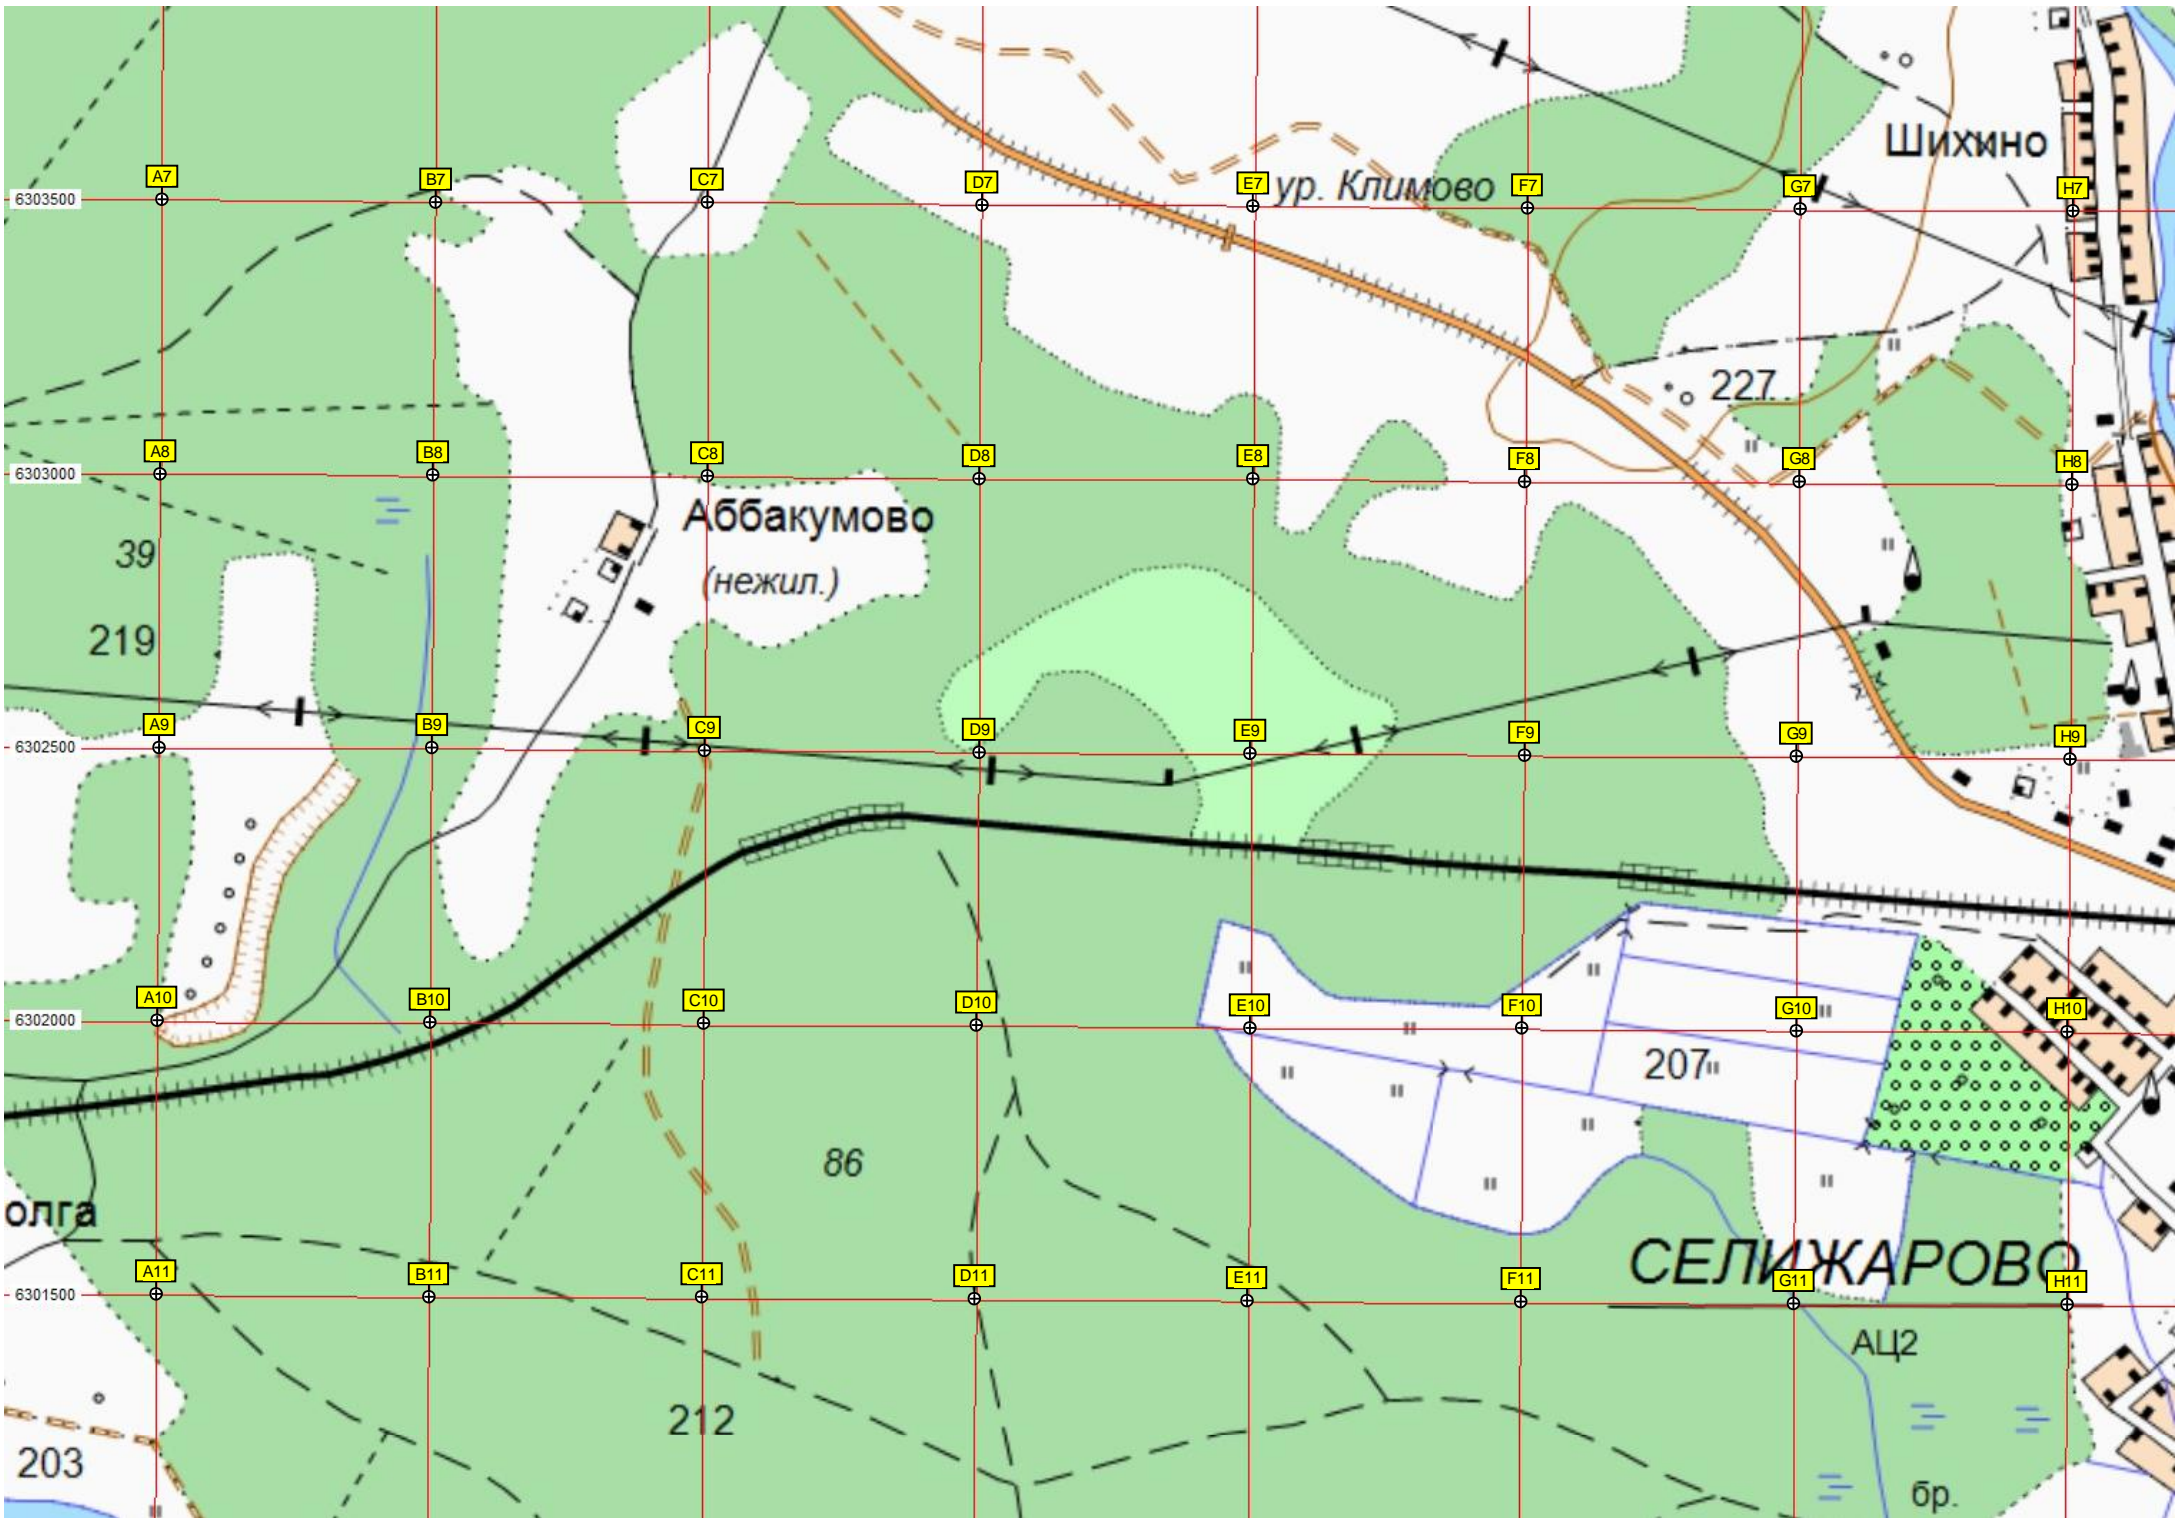 Шихино
A7
B7
C7
D7
E7
ур. Климово
F7
G7
H7
6303500
227
A8
B8
C8
D8
E8
F8
G8
H8
6303000
Аббакумово
39
(нежил.)
219
A9
B9
C9
D9
E9
F9
G9
H9
6302500
A10
B10
C10
D10
E10
F10
G10
H10
6302000
207
86
олга
СЕЛИЖАРОВО
A11
B11
C11
D11
E11
F11
G11
H11
6301500
АЦ2
212
203
бр.